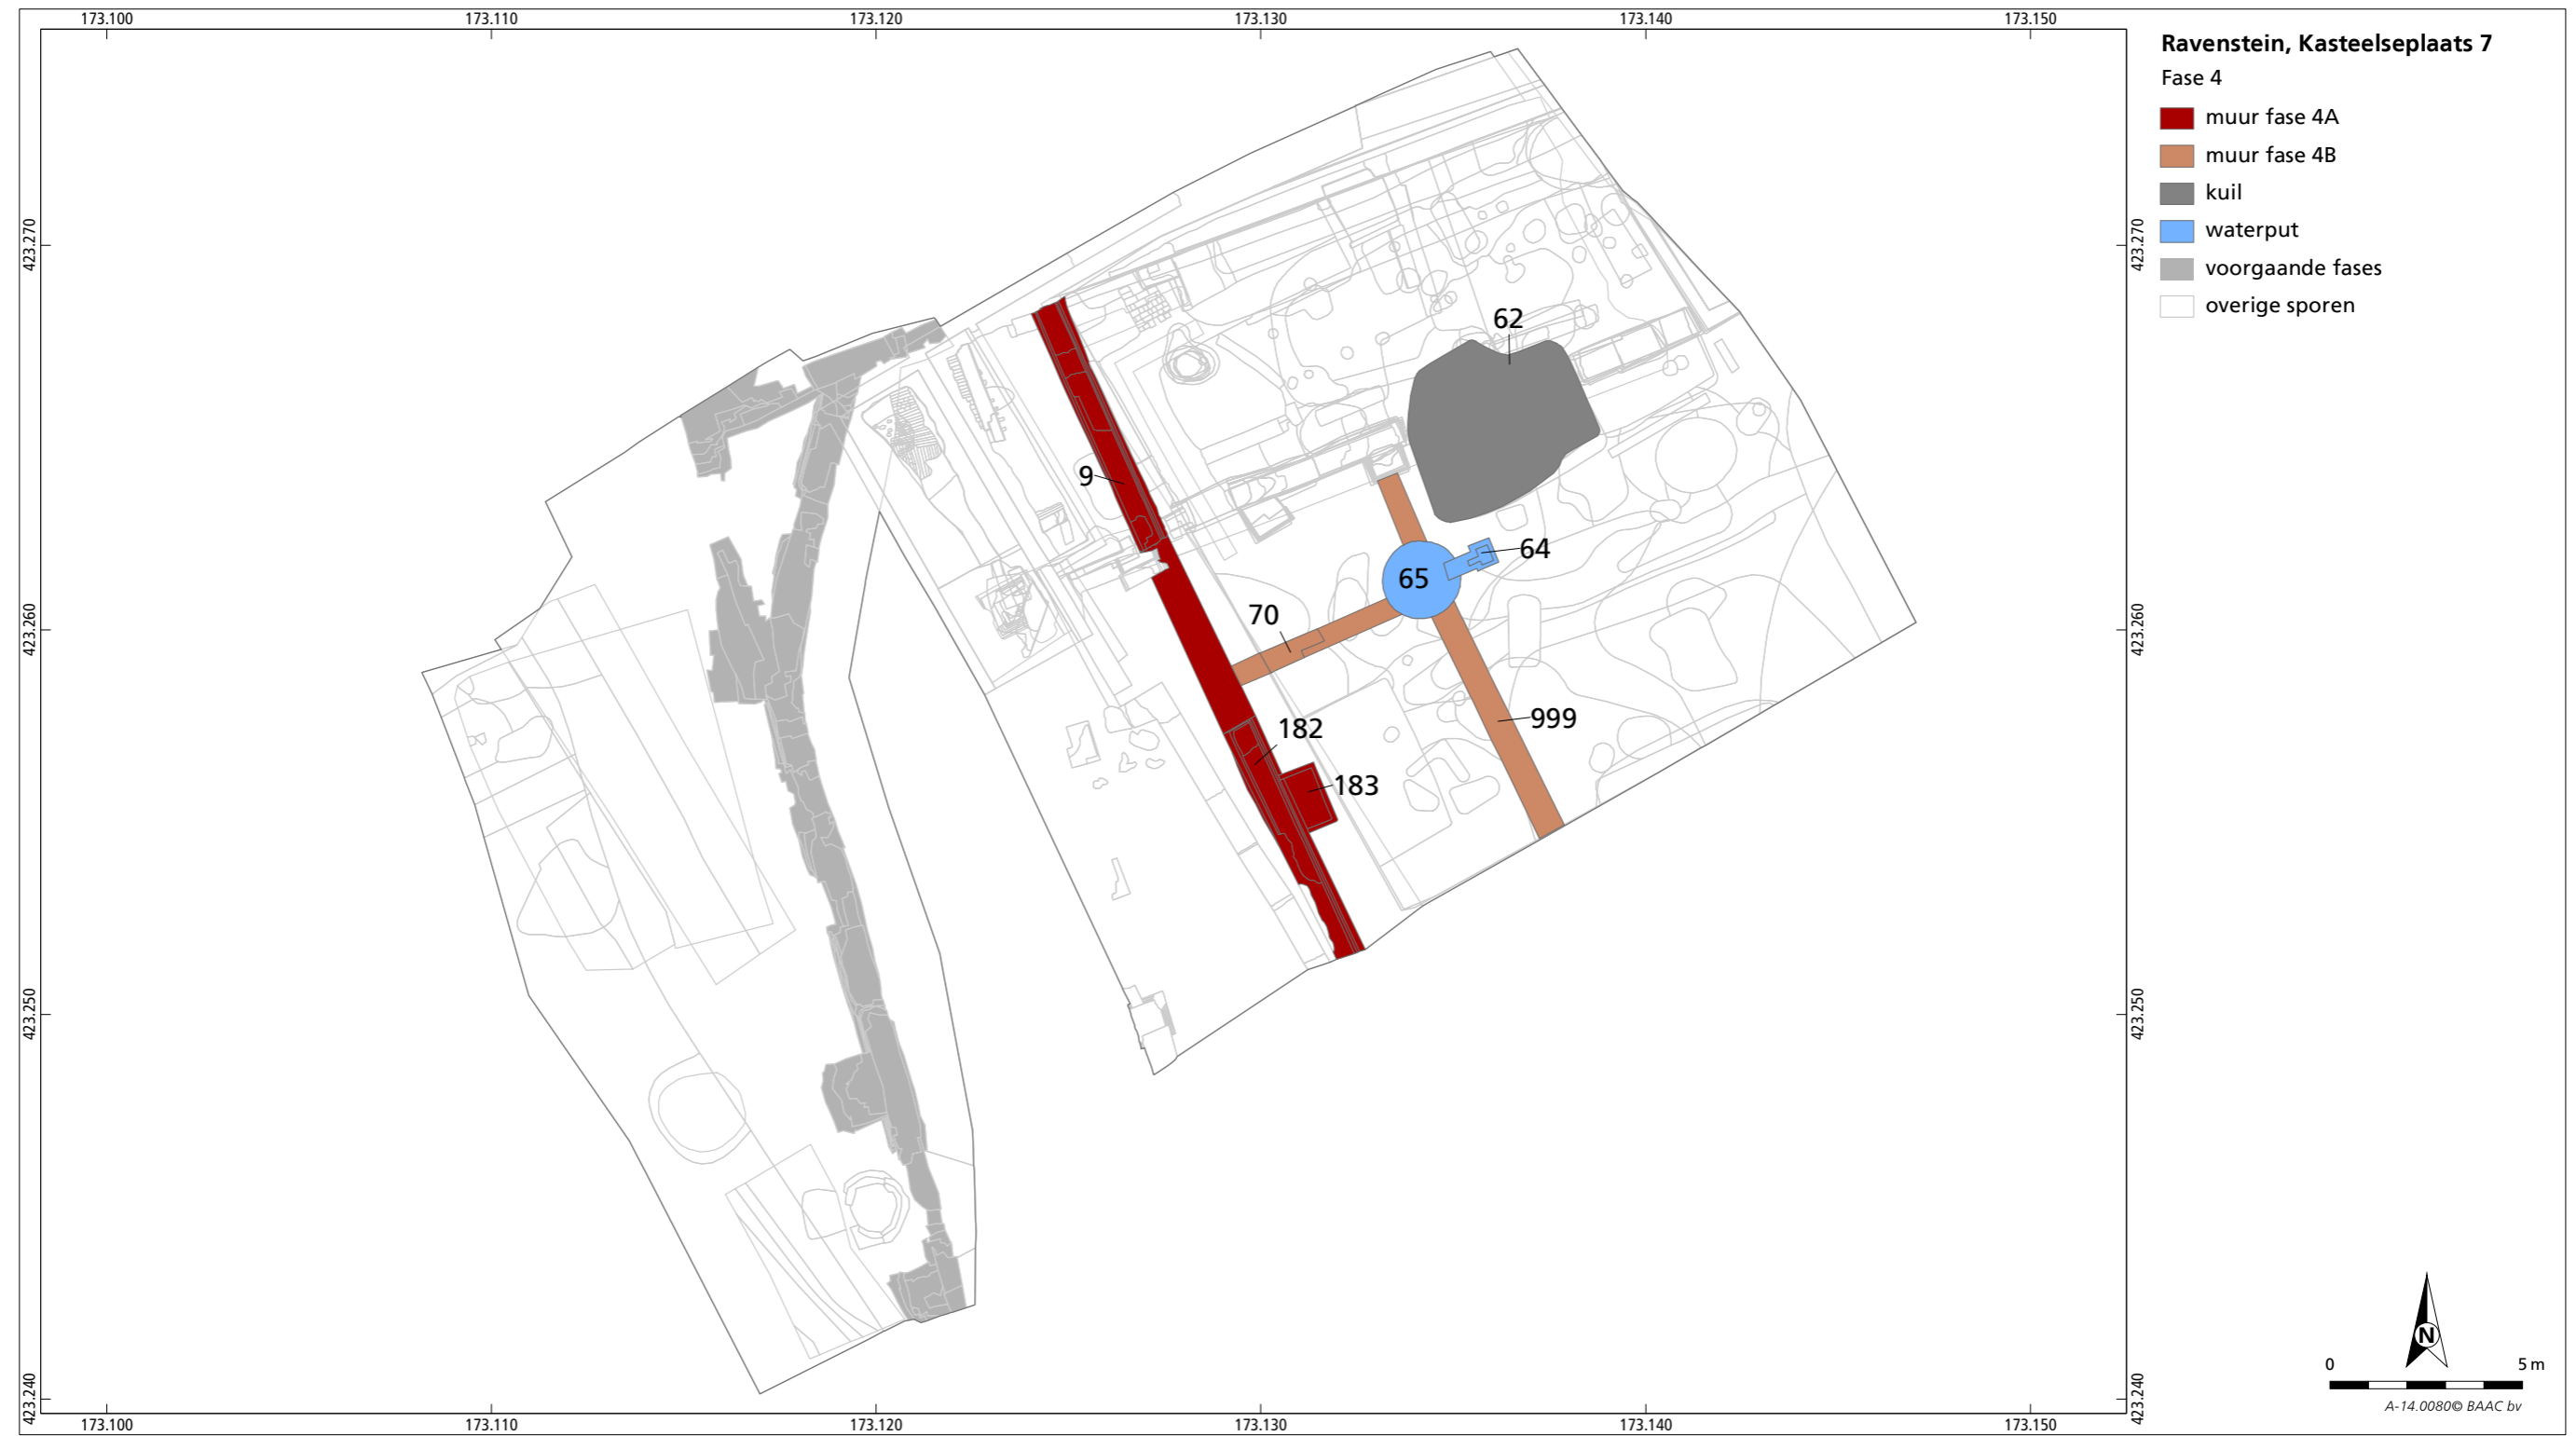 173.100 173.110 173.120 173.130 173.140 173.150
Ravenstein, Kasteelseplaats 7
Fase 4
muur fase 4A
muur fase 4B
kuil
waterput
voorgaande fases
overige sporen
423.270 423.270
62
9
64
65
423.260 423.260
70
999
182
183
423.250 423.250
N
0 5 m
423.240 423.240
A-14.0080© BAAC bv
173.100 173.110 173.120 173.130 173.140 173.150